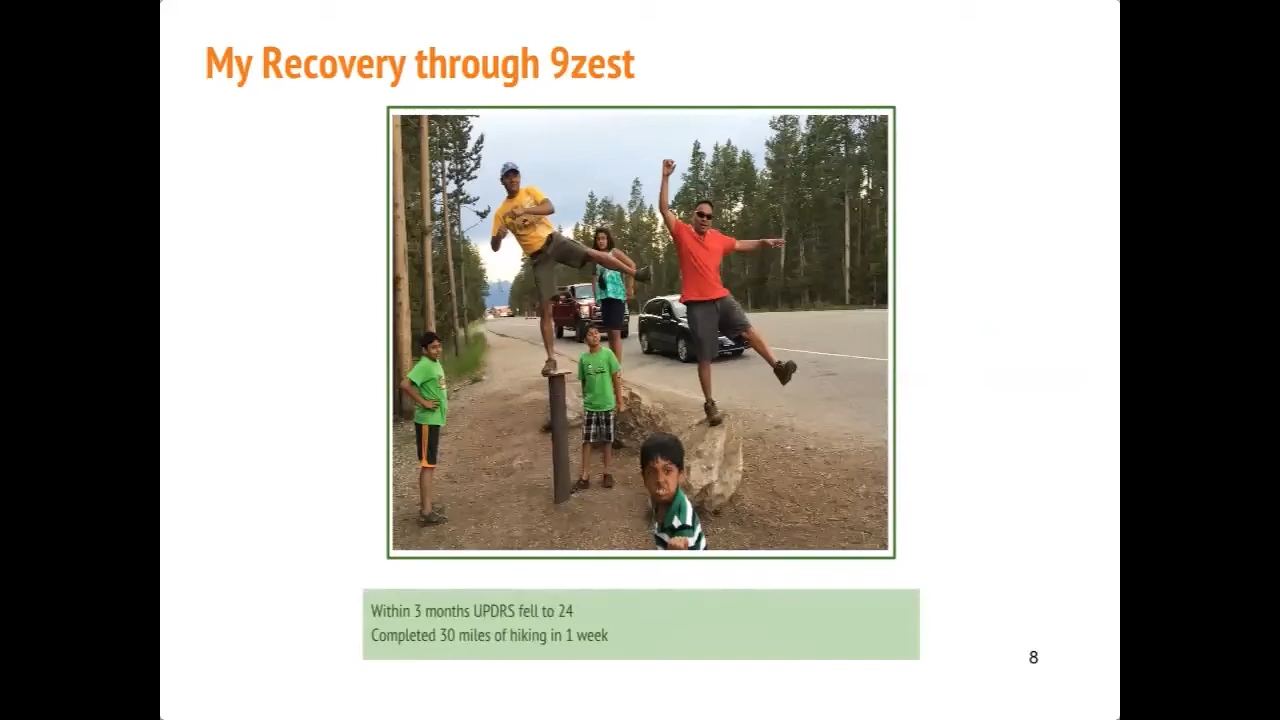 My Recovery through 9zest
Within 3 months UPDRS fell to 24
Completed 30 miles of hiking in 1 week
8